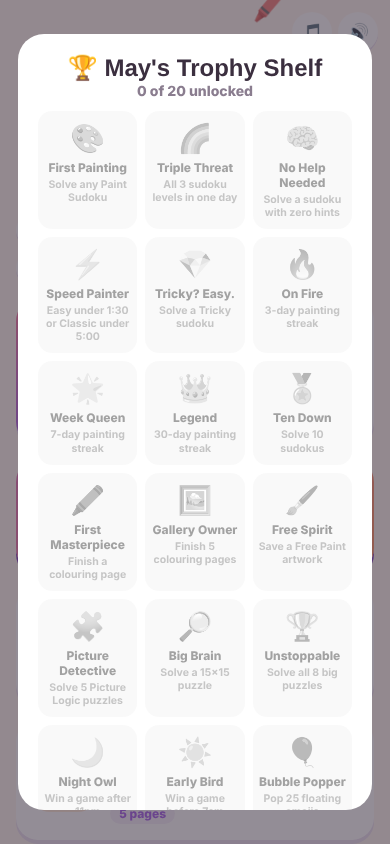 🏆 May's Trophy Shelf
0 of 20 unlocked
First Painting
Solve any Paint
Sudoku
Triple Threat
All 3 sudoku
levels in one day
No Help
Needed
Solve a sudoku
with zero hints
Speed Painter
Easy under 1:30
or Classic under
5:00
Tricky? Easy.
Solve a Tricky
sudoku
On Fire
3-day painting
streak
Week Queen
7-day painting
streak
Legend
30-day painting
streak
Ten Down
Solve 10
sudokus
First
Masterpiece
Finish a
colouring page
Gallery Owner
Finish 5
colouring pages
Free Spirit
Save a Free Paint
artwork
Picture
Detective
Solve 5 Picture
Logic puzzles
Big Brain
Solve a 15×15
puzzle
Unstoppable
Solve all 8 big
puzzles
Night Owl
Win a game after
Early Bird
Win a game
Bubble Popper
Pop 25 floating
5 pages